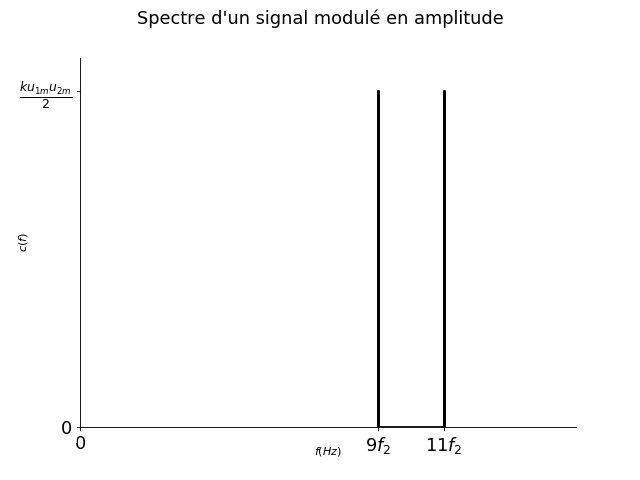 Spectre d'un signal modulé en amplitude
ku₁ₘu₂ₘ
2
c(f)
0
0
f(Hz)
9f₂
11f₂